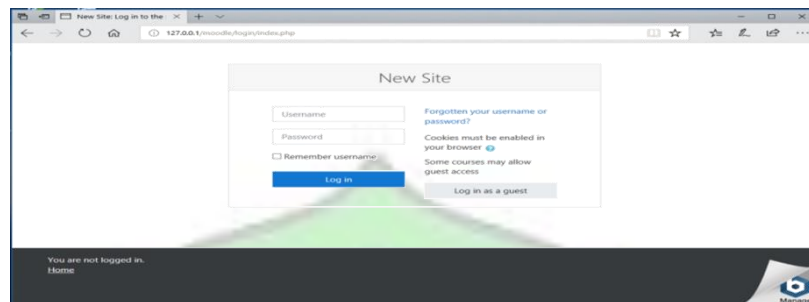 New Site: Log in to the
127.0.0.1/moodle/login/index.php
New Site
Username
Password
Remember username
Log in
Forgotten your username or
password?
Cookies must be enabled in
your browser
Some courses may allow
guest access
Log in as a guest
You are not logged in.
Home